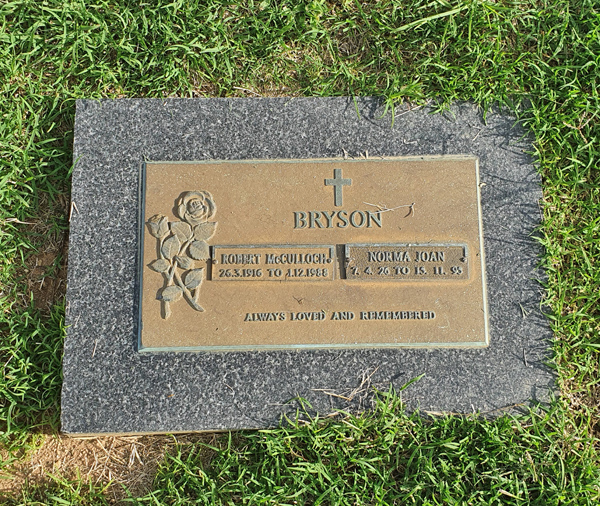 BRYSON
ROBERT McCULLOCH
26.3.1916 TO 1.12.1988
NORMA JOAN
7. 4. 26 TO 15. 11. 95
ALWAYS LOVED AND REMEMBERED